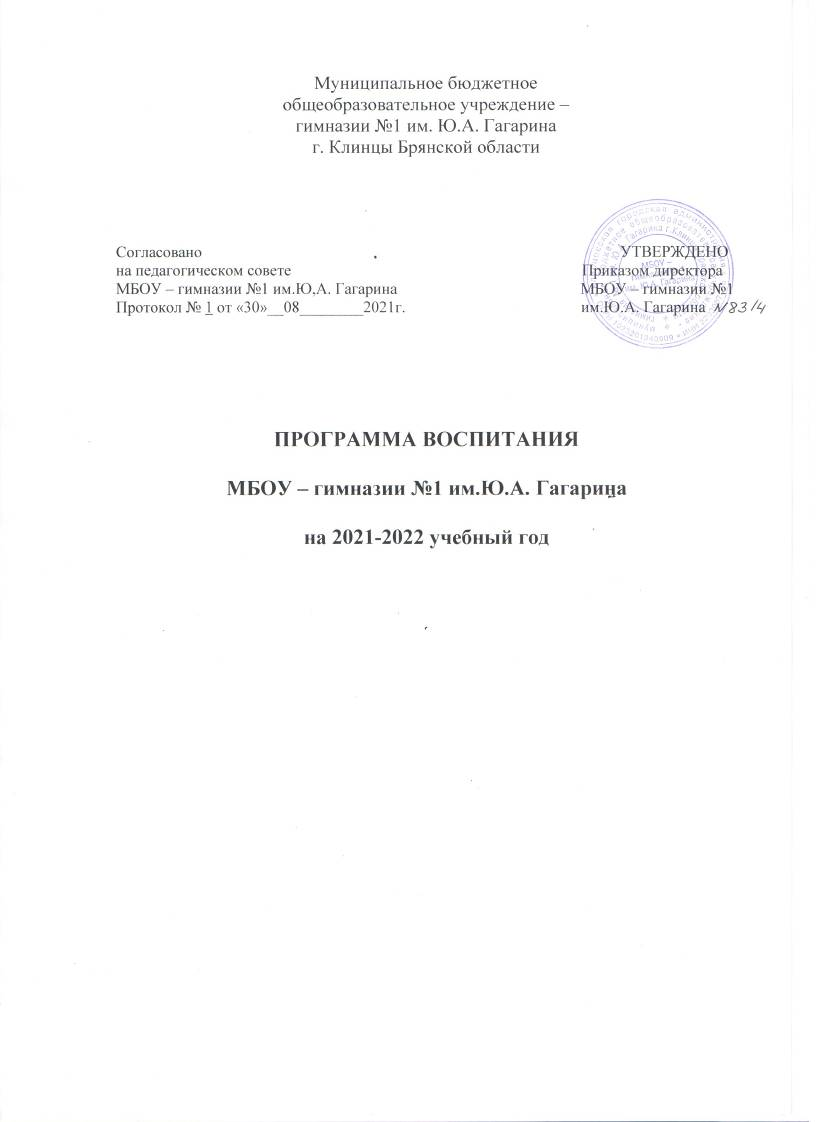 Муниципальное бюджетное
общеобразовательное учреждение –
гимназии №1 им. Ю.А. Гагарина
г. Клинцы Брянской области
Согласовано
на педагогическом совете
МБОУ – гимназии №1 им.Ю,А. Гагарина
Протокол № 1 от «30»__08________2021г.
УТВЕРЖДЕНО
Приказом директора
МБОУ – гимназии №1
им.Ю.А. Гагарина №83/4
ПРОГРАММА ВОСПИТАНИЯ
МБОУ – гимназии №1 им.Ю.А. Гагарина
на 2021-2022 учебный год